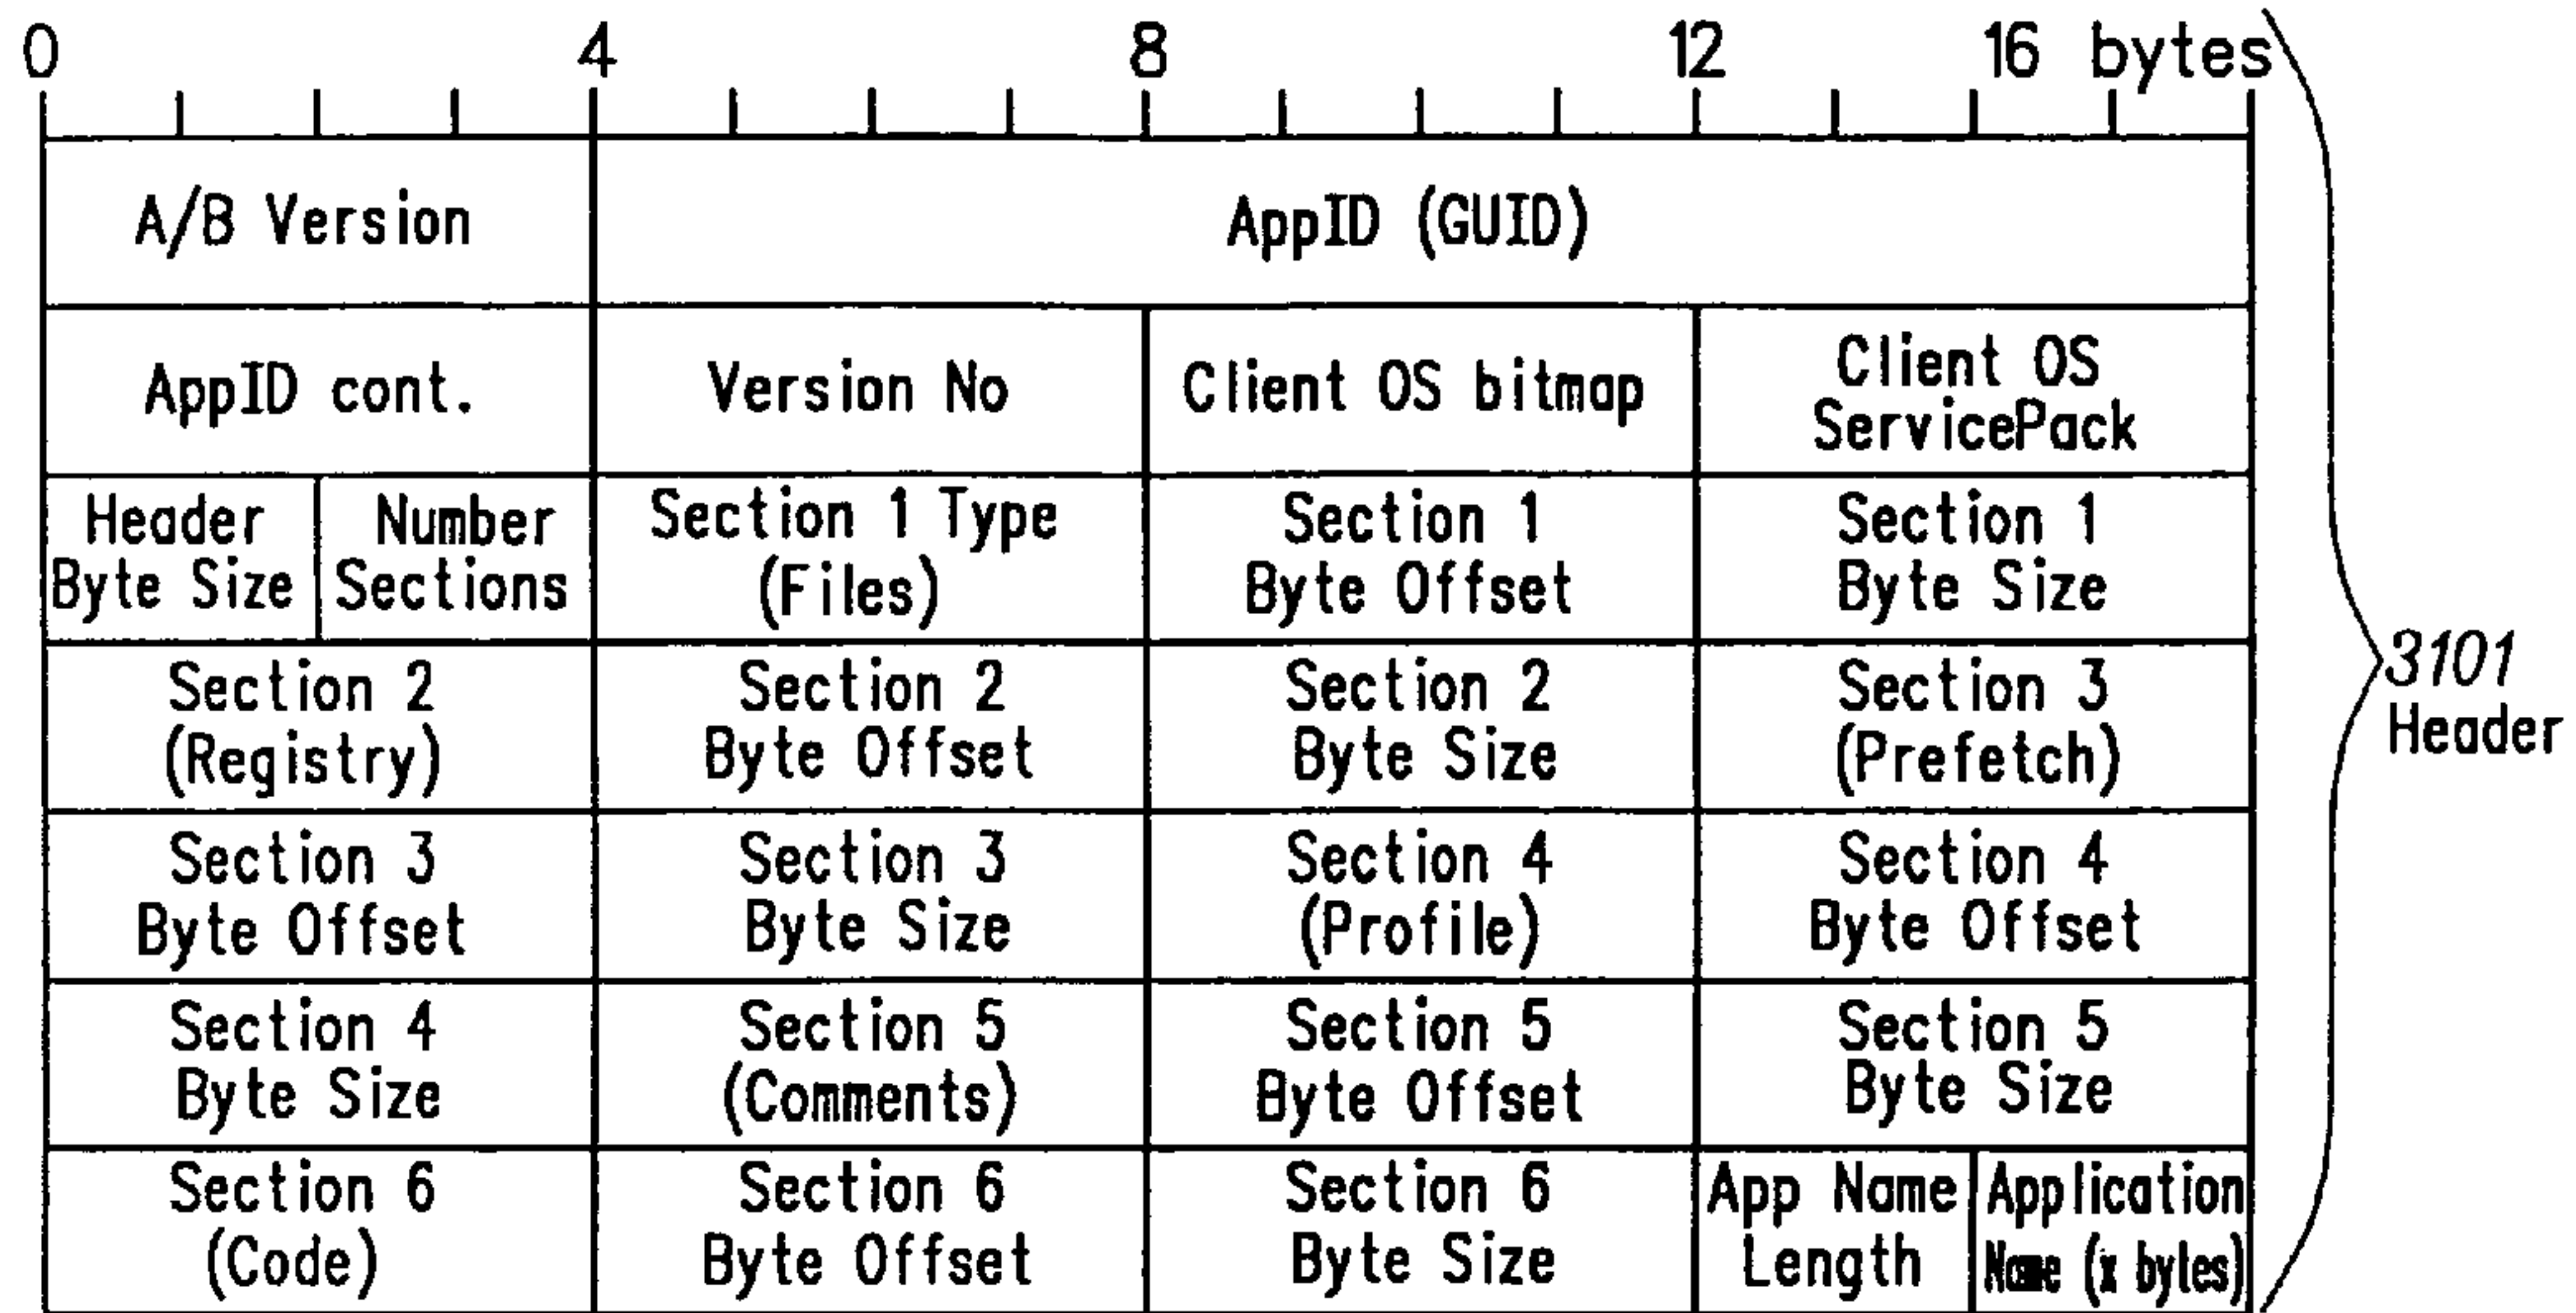 0 4 8 12 16 bytes
A/B Version AppID (GUID)
AppID cont. Version No Client OS bitmap Client OS
ServicePack
Header Number Section 1 Type Section 1 Section 1
Byte Size Sections (Files) Byte Offset Byte Size
Section 2 Section 2 Section 2 Section 3
(Registry) Byte Offset Byte Size (Prefetch)
3101
Header
Section 3 Section 3 Section 4 Section 4
Byte Offset Byte Size (Profile) Byte Offset
Section 4 Section 5 Section 5 Section 5
Byte Size (Comments) Byte Offset Byte Size
Section 6 Section 6 Section 6 App Name Application
(Code) Byte Offset Byte Size Length Name (x bytes)